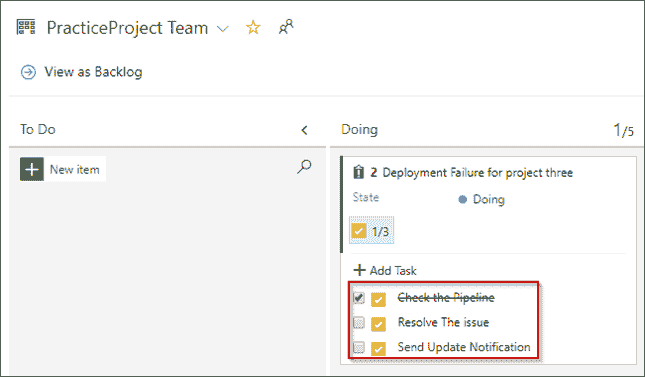 PracticeProject Team
View as Backlog
To Do
Doing 1/5
New item
2 Deployment Failure for project three
State Doing
1/3
Add Task
Check the Pipeline
Resolve The issue
Send Update Notification